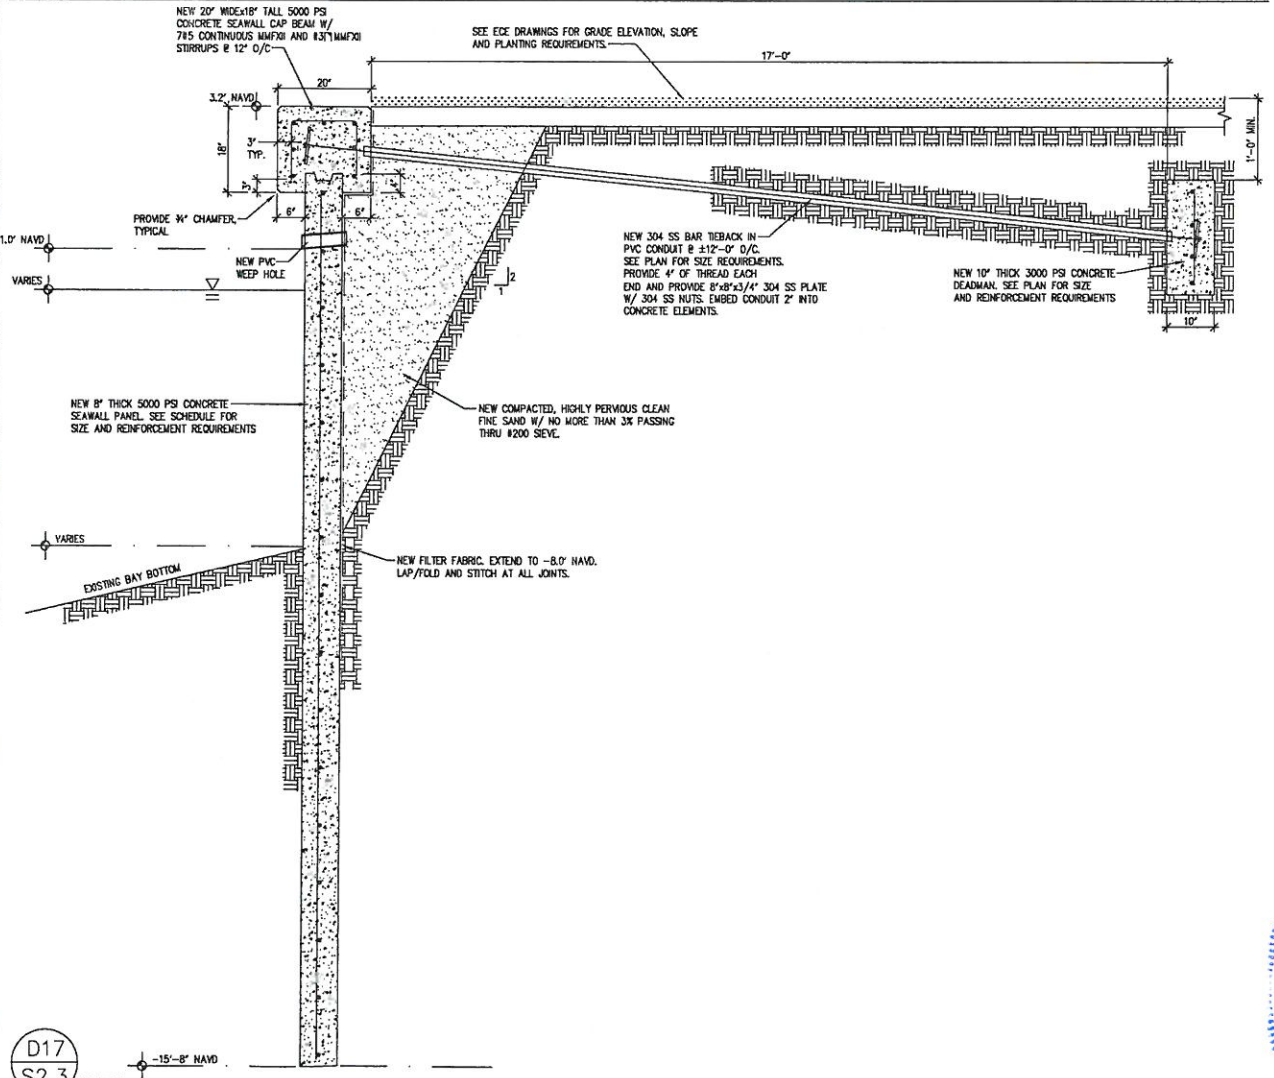 NEW 20" WIDEx18" TALL 5000 PSI
CONCRETE SEAWALL CAP BEAM W/
7#5 CONTINUOUS MMFXII AND #3 MMFXII
STIRRUPS @ 12" O/C
SEE ECE DRAWINGS FOR GRADE ELEVATION, SLOPE
AND PLANTING REQUIREMENTS.
17'-0"
20"
3.2' NAVD
18"
3"
TYP.
3"
1'-0" MIN.
6"
6"
PROVIDE ¾" CHAMFER,
TYPICAL
1.0' NAVD
NEW PVC
WEEP HOLE
VARIES
2
1
NEW 304 SS BAR TIEBACK IN
PVC CONDUIT @ ±12'-0" O/C.
SEE PLAN FOR SIZE REQUIREMENTS.
PROVIDE 4" OF THREAD EACH
END AND PROVIDE 8"x8"x3/4" 304 SS PLATE
W/ 304 SS NUTS. EMBED CONDUIT 2" INTO
CONCRETE ELEMENTS.
NEW 10" THICK 3000 PSI CONCRETE
DEADMAN. SEE PLAN FOR SIZE
AND REINFORCEMENT REQUIREMENTS
10"
NEW 8" THICK 5000 PSI CONCRETE
SEAWALL PANEL. SEE SCHEDULE FOR
SIZE AND REINFORCEMENT REQUIREMENTS
NEW COMPACTED, HIGHLY PERVIOUS CLEAN
FINE SAND W/ NO MORE THAN 3% PASSING
THRU #200 SIEVE.
VARIES
EXISTING BAY BOTTOM
NEW FILTER FABRIC. EXTEND TO -8.0' NAVD.
LAP/FOLD AND STITCH AT ALL JOINTS.
D17
S2.3
-15'-8" NAVD